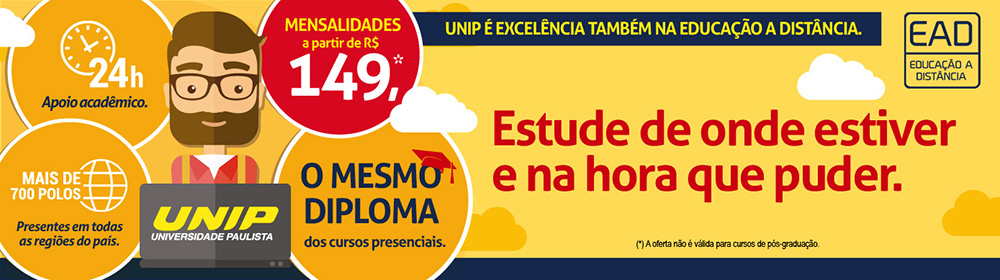 24h
Apoio acadêmico.
MENSALIDADES
a partir de R$
149,*
MAIS DE
700 POLOS
Presentes em todas
as regiões do país.
UNIP
UNIVERSIDADE PAULISTA
O MESMO
DIPLOMA
dos cursos presenciais.
UNIP É EXCELÊNCIA TAMBÉM NA EDUCAÇÃO A DISTÂNCIA.
EAD
EDUCAÇÃO A
DISTÂNCIA
Estude de onde estiver
e na hora que puder.
(*) A oferta não é válida para cursos de pós-graduação.